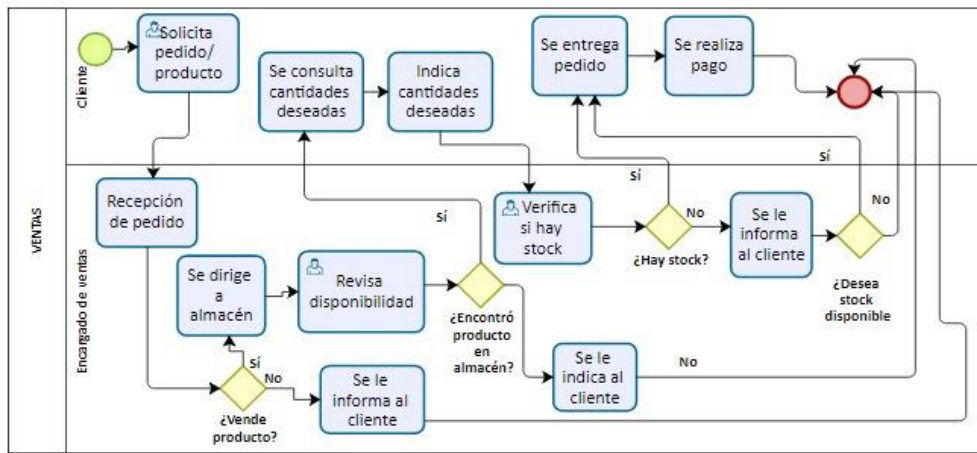 VENTAS
Cliente
Encargado de ventas
Solicita
pedido/
producto
Se consulta
cantidades
deseadas
Indica
cantidades
deseadas
Se entrega
pedido
Se realiza
pago
Recepción
de pedido
Se dirige
a
almacén
Revisa
disponibilidad
Sí
¿Encontró
producto
en
almacén?
Verifica
si hay
stock
Sí
No
¿Hay stock?
Se le
informa
al cliente
Sí
No
¿Desea
stock
disponible
Sí
No
¿Vende
producto?
Se le
informa al
cliente
Se le
indica al
cliente
No